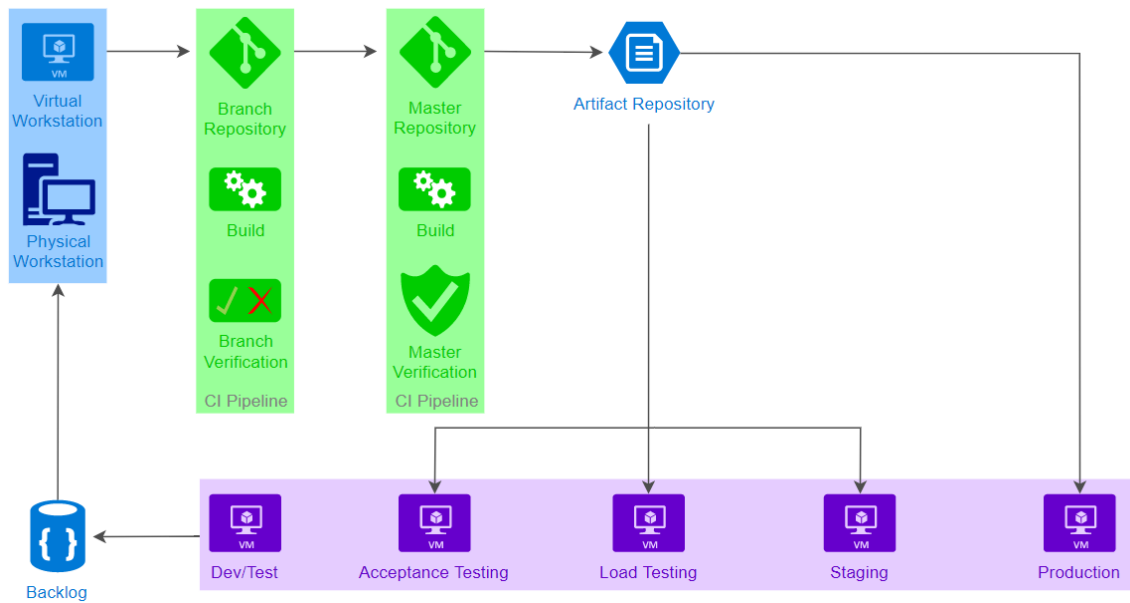 VM
Virtual
Workstation
Physical
Workstation
Branch
Repository
Build
Branch
Verification
CI Pipeline
Master
Repository
Build
Master
Verification
CI Pipeline
Artifact Repository
{ }
Backlog
VM
Dev/Test
VM
Acceptance Testing
VM
Load Testing
VM
Staging
VM
Production